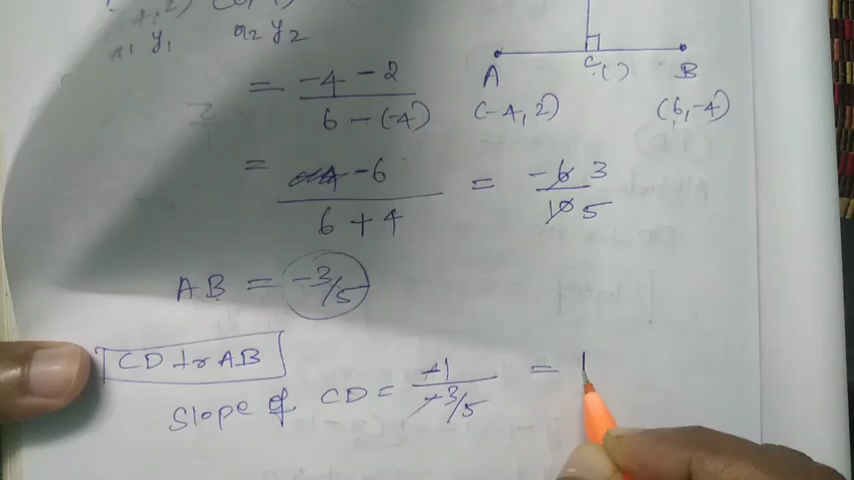 x1 y1 x2 y2
= -4 - 2 / 6 - (-4)
A C ( ) B
(-4, 2) (6, -4)
= -6 / 6 + 4 = -6 3 / 10 5
AB = -3/5
CD ⊥r AB
Slope of CD = -1 / -3/5 =